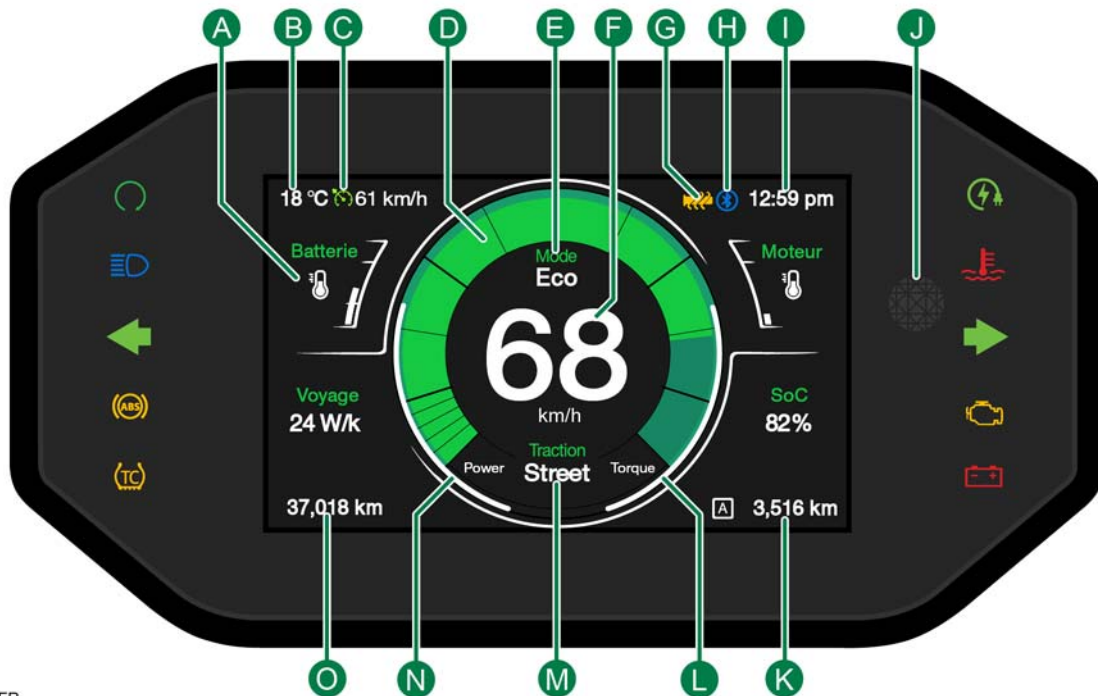 A B C D E F G H I J
18 °C 61 km/h 12:59 pm
Batterie
Mode
Eco
Moteur
68
km/h
Voyage
24 W/k
SoC
82%
ABS
TC
Traction
Power Street Torque
37,018 km
A 3,516 km
O N M L K